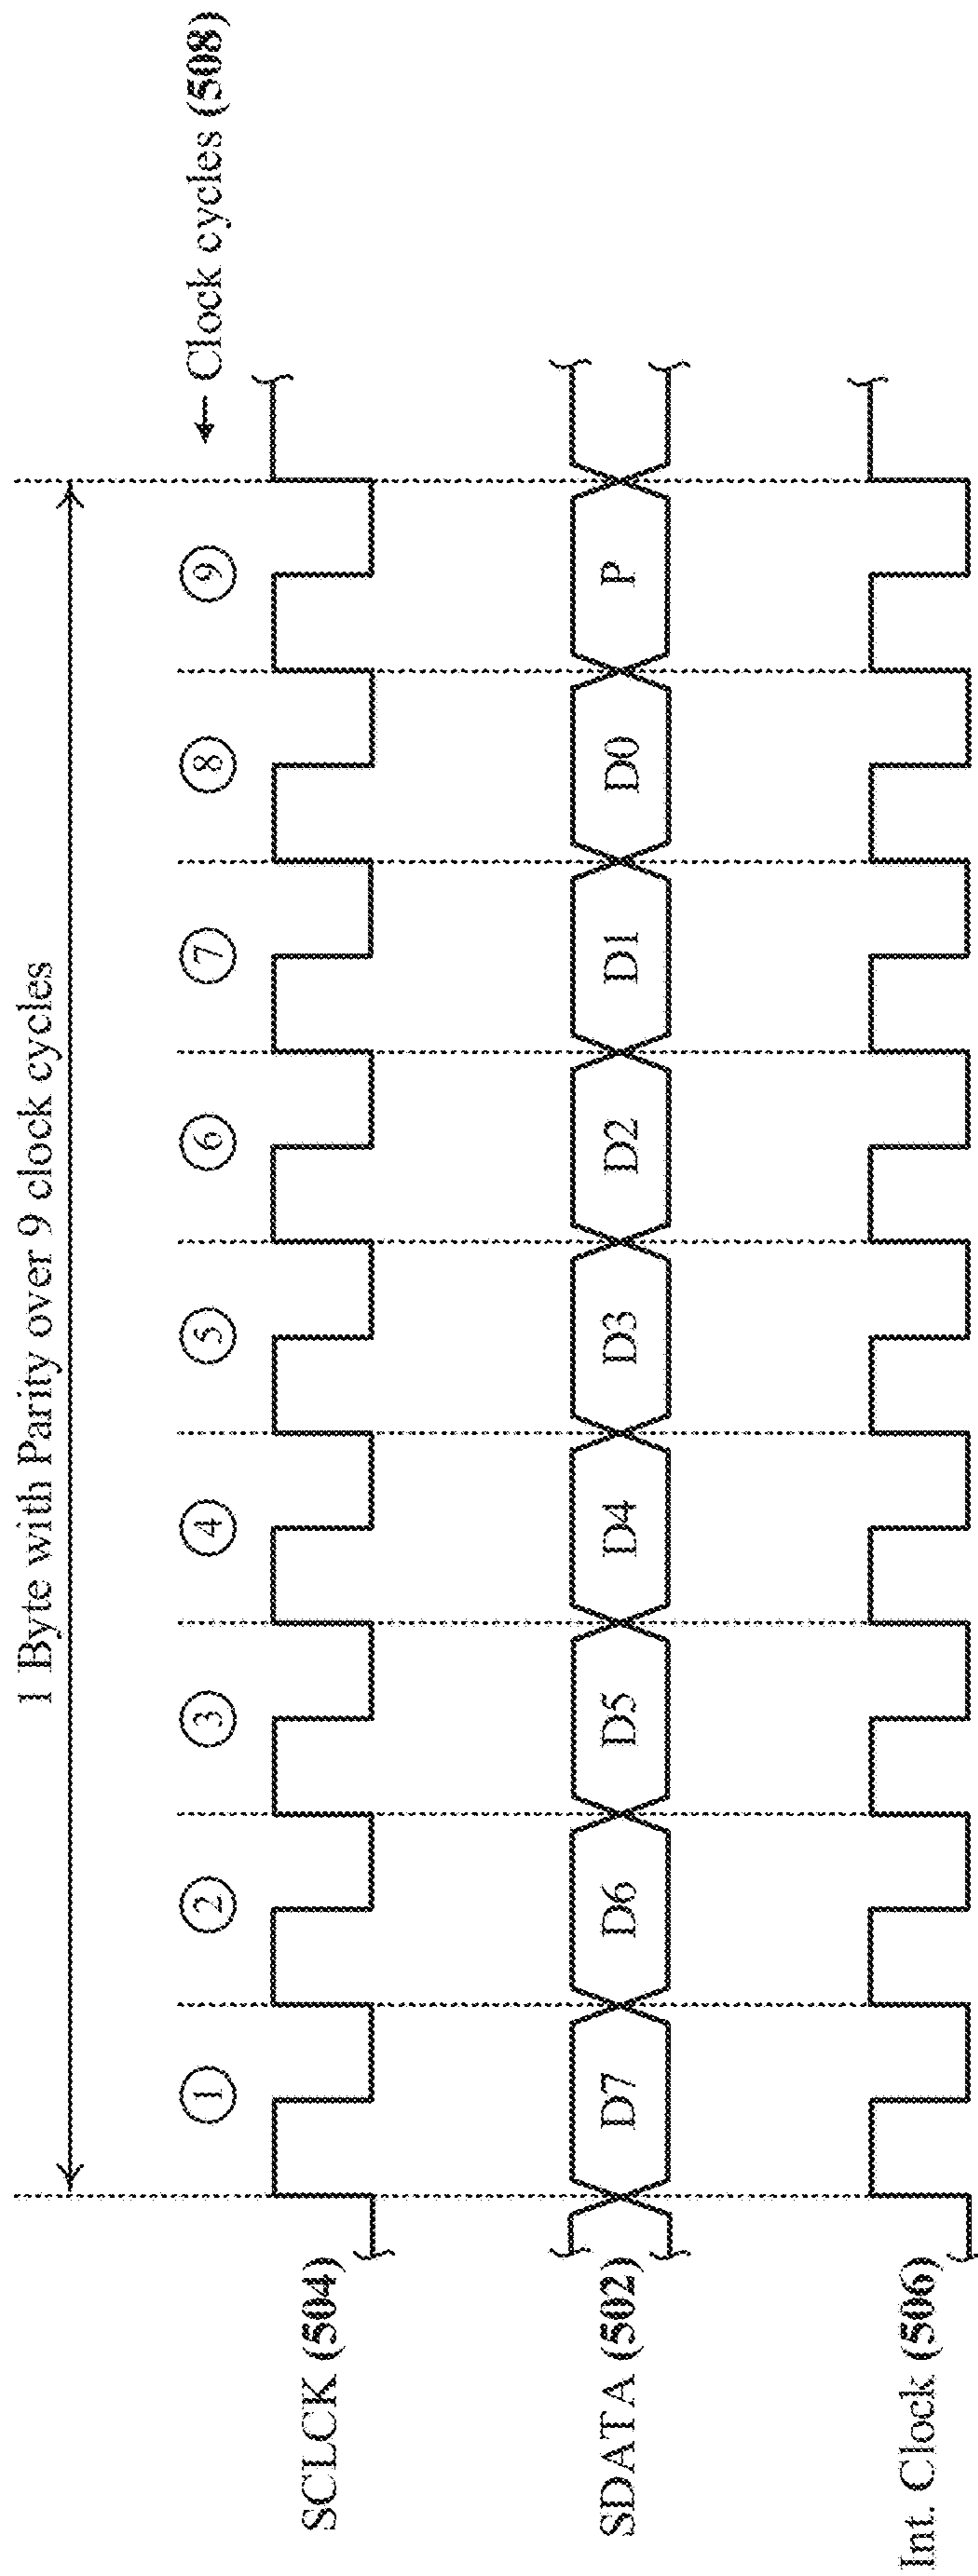 1 Byte with Parity over 9 clock cycles
1 2 3 4 5 6 7 8 9 Clock cycles (508)
SCLCK (504)
SDATA (502) D7 D6 D5 D4 D3 D2 D1 D0 P
Int. Clock (506)